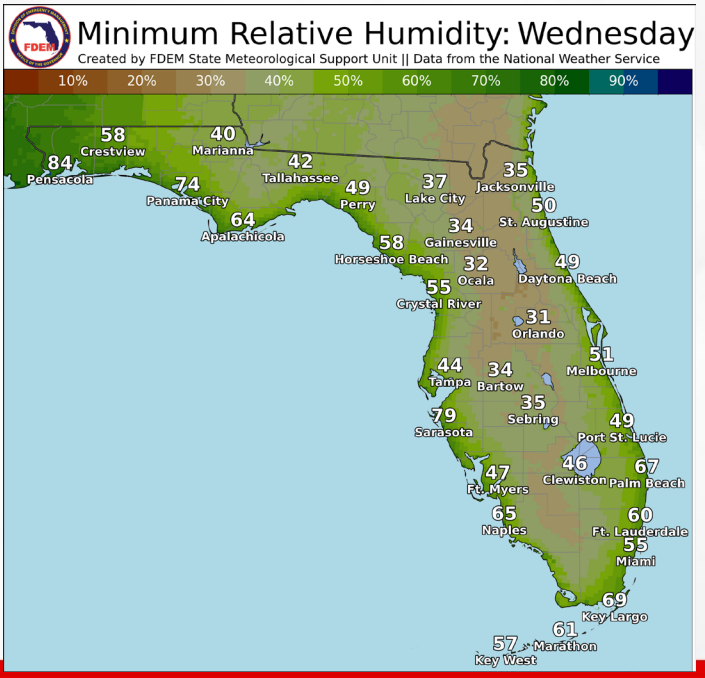 Minimum Relative Humidity: Wednesday
Created by FDEM State Meteorological Support Unit || Data from the National Weather Service
FDEM
10% 20% 30% 40% 50% 60% 70% 80% 90%
58
Crestview
40
Marianna
84
Pensacola
42
Tallahassee
35
Jacksonville
74
Panama City
49
Perry
37
Lake City
50
St. Augustine
64
Apalachicola
34
Gainesville
58
Horseshoe Beach
32
Ocala
49
Daytona Beach
55
Crystal River
31
Orlando
51
Melbourne
44
Tampa
34
Bartow
35
Sebring
79
Sarasota
49
Port St. Lucie
46
Clewiston
67
Palm Beach
47
Ft. Myers
65
Naples
60
Ft. Lauderdale
55
Miami
69
Key Largo
61
Marathon
57
Key West